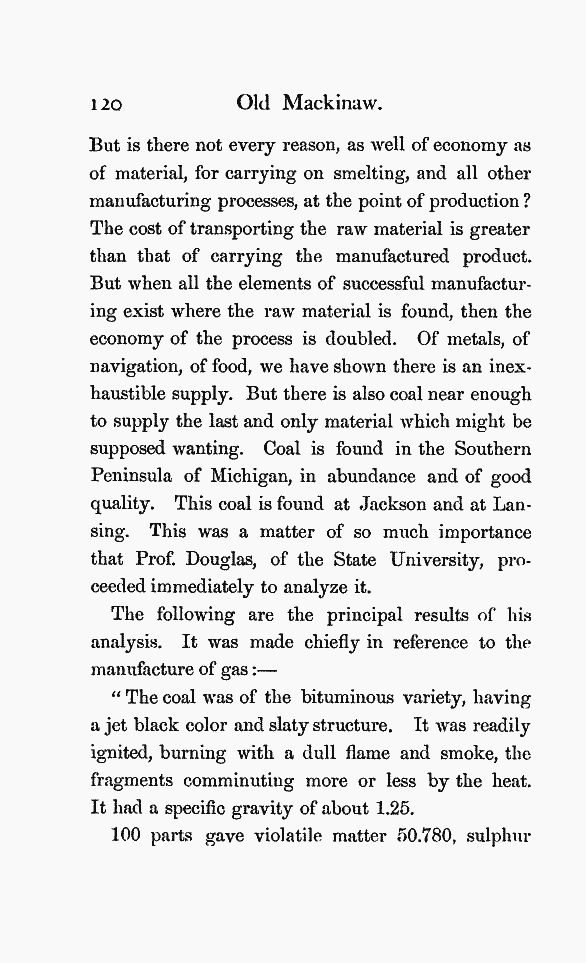 120 Old Mackinaw.
But is there not every reason, as well of economy as
of material, for carrying on smelting, and all other
manufacturing processes, at the point of production?
The cost of transporting the raw material is greater
than that of carrying the manufactured product.
But when all the elements of successful manufactur-
ing exist where the raw material is found, then the
economy of the process is doubled. Of metals, of
navigation, of food, we have shown there is an inex-
haustible supply. But there is also coal near enough
to supply the last and only material which might be
supposed wanting. Coal is found in the Southern
Peninsula of Michigan, in abundance and of good
quality. This coal is found at Jackson and at Lan-
sing. This was a matter of so much importance
that Prof. Douglas, of the State University, pro-
ceeded immediately to analyze it.
The following are the principal results of his
analysis. It was made chiefly in reference to the
manufacture of gas:—
“The coal was of the bituminous variety, having
a jet black color and slaty structure. It was readily
ignited, burning with a dull flame and smoke, the
fragments comminuting more or less by the heat.
It had a specific gravity of about 1.25.
100 parts gave violatile matter 50.780, sulphur